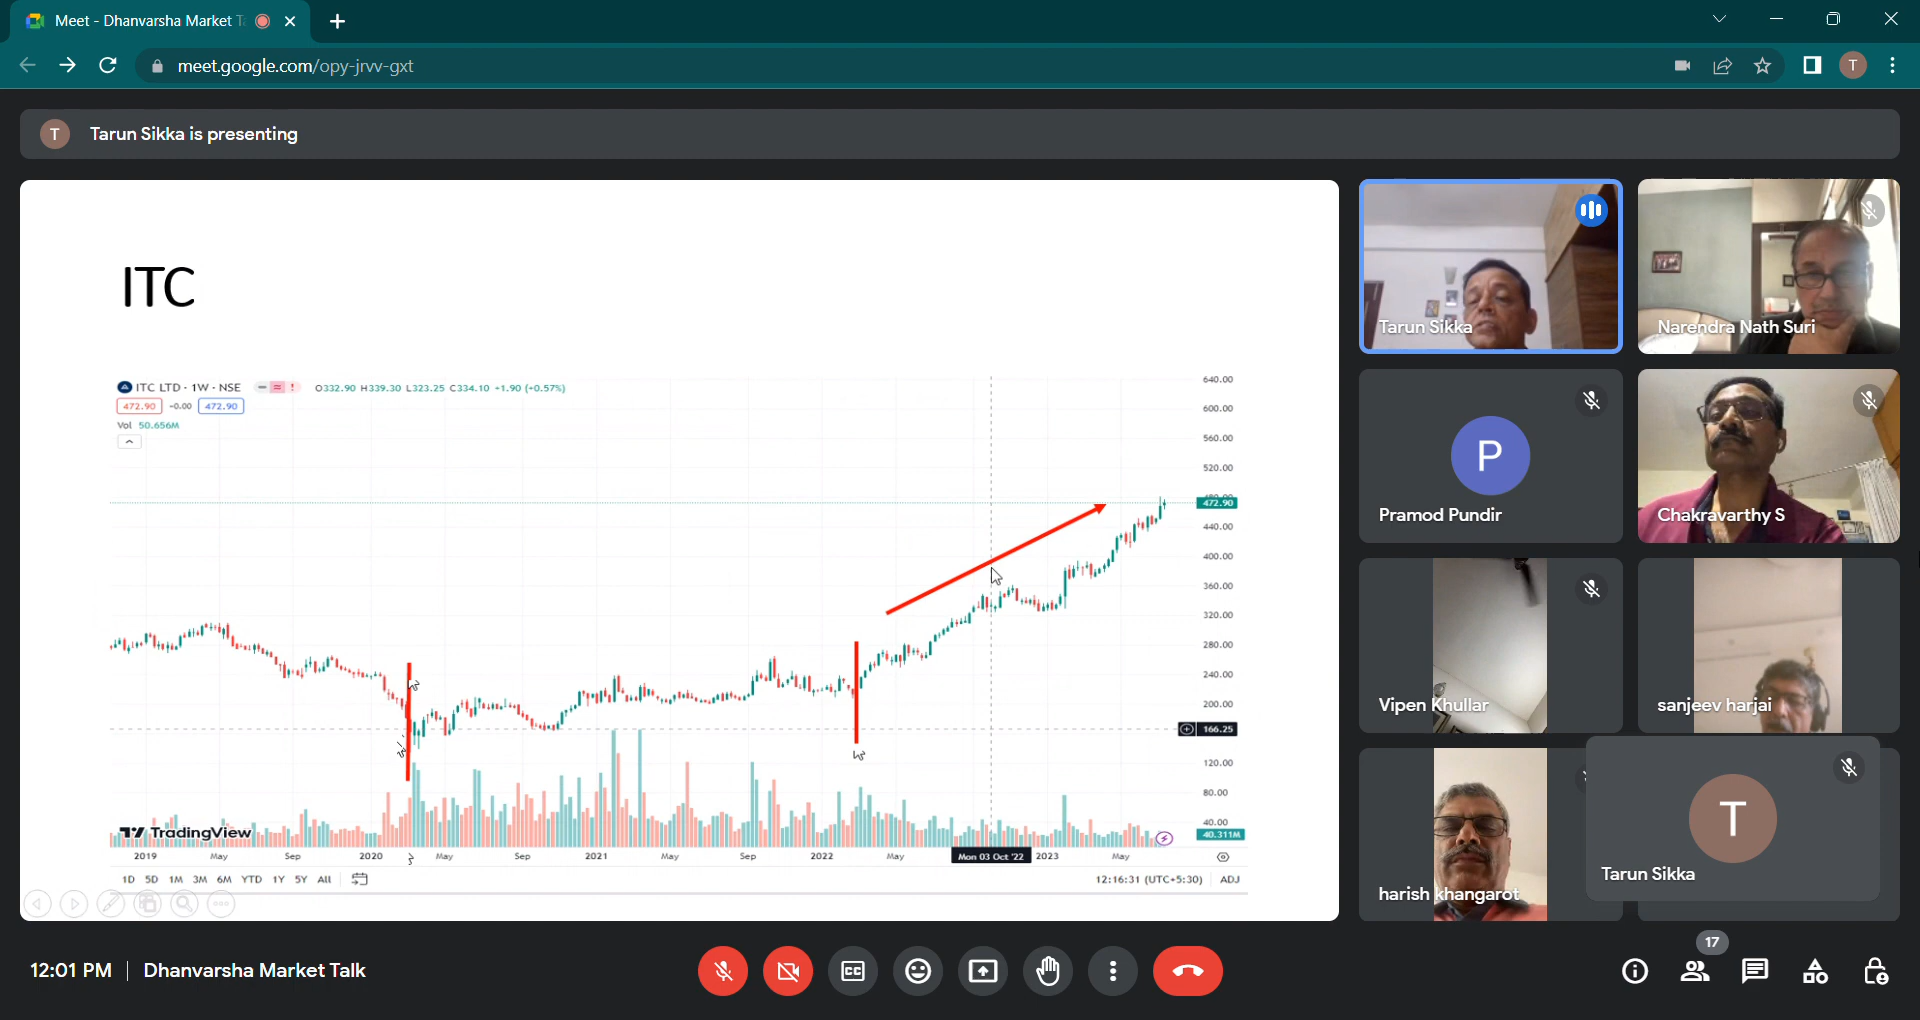 Meet - Dhanvarsha Market T
meet.google.com/opy-jrvv-gxt
T
T
Tarun Sikka is presenting
ITC
ITC LTD · 1W · NSE
O332.90 H339.30 L323.25 C334.10 +1.90 (+0.57%)
472.90 -0.00 472.90
Vol 50.656M
640.00
600.00
560.00
520.00
472.90
440.00
400.00
360.00
320.00
280.00
240.00
200.00
166.25
120.00
80.00
40.00
40.311M
TradingView
2019 May Sep 2020 May Sep 2021 May Sep 2022 May Mon 03 Oct '22 2023 May
1D 5D 1M 3M 6M YTD 1Y 5Y All
12:16:31 (UTC+5:30) ADJ
Tarun Sikka
Narendra Nath Suri
P
Pramod Pundir
Chakravarthy S
Vipen Khullar
sanjeev harjai
harish khangarot
T
Tarun Sikka
12:01 PM | Dhanvarsha Market Talk
CC
17